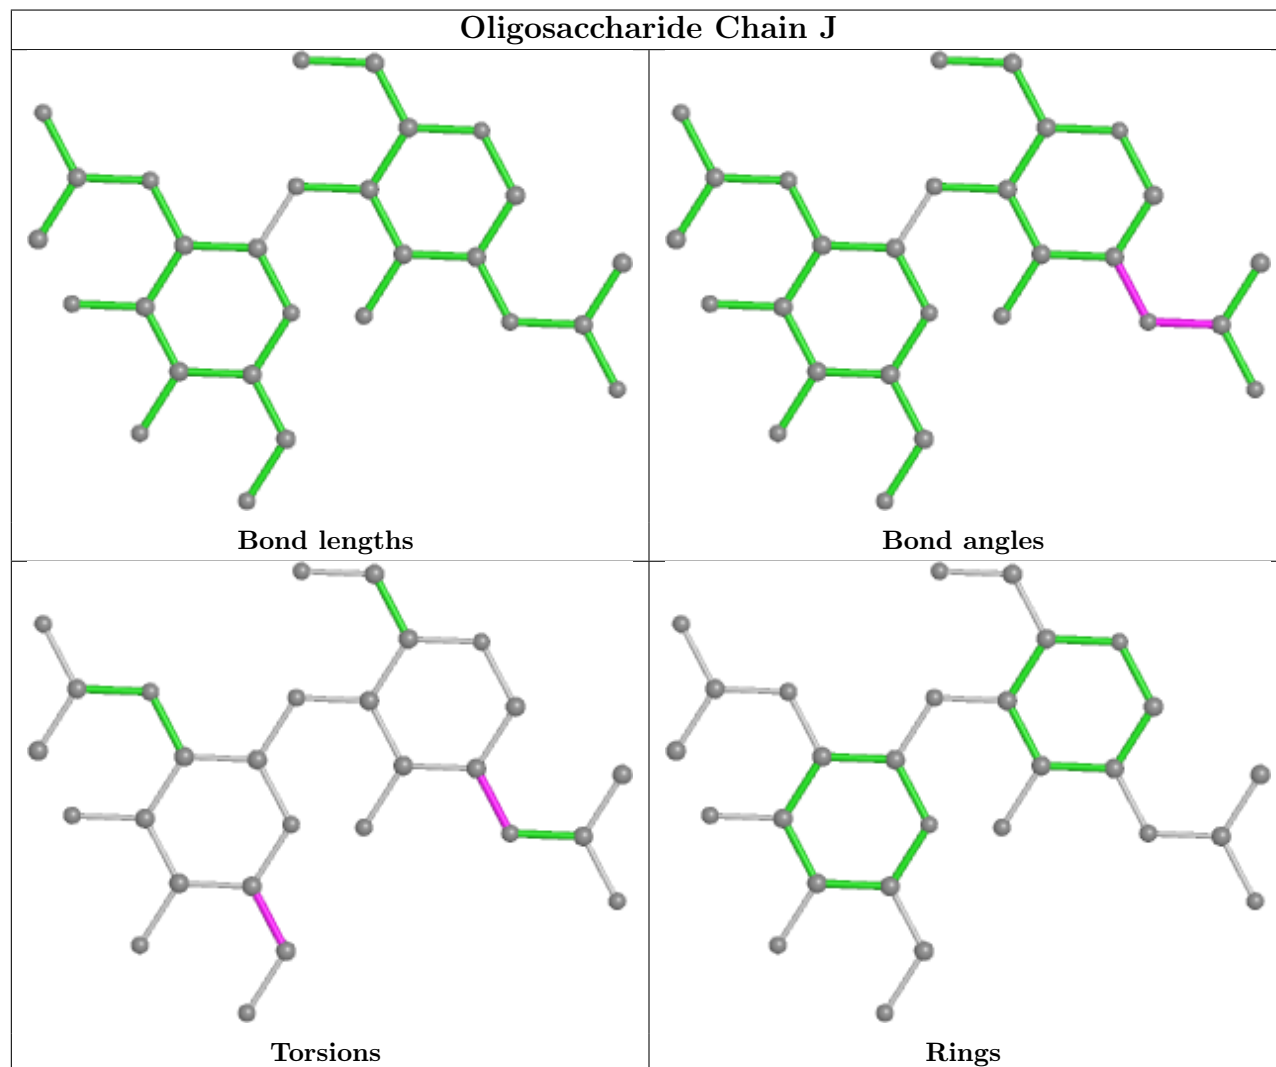 Oligosaccharide Chain J
Bond lengths
Bond angles
Torsions
Rings